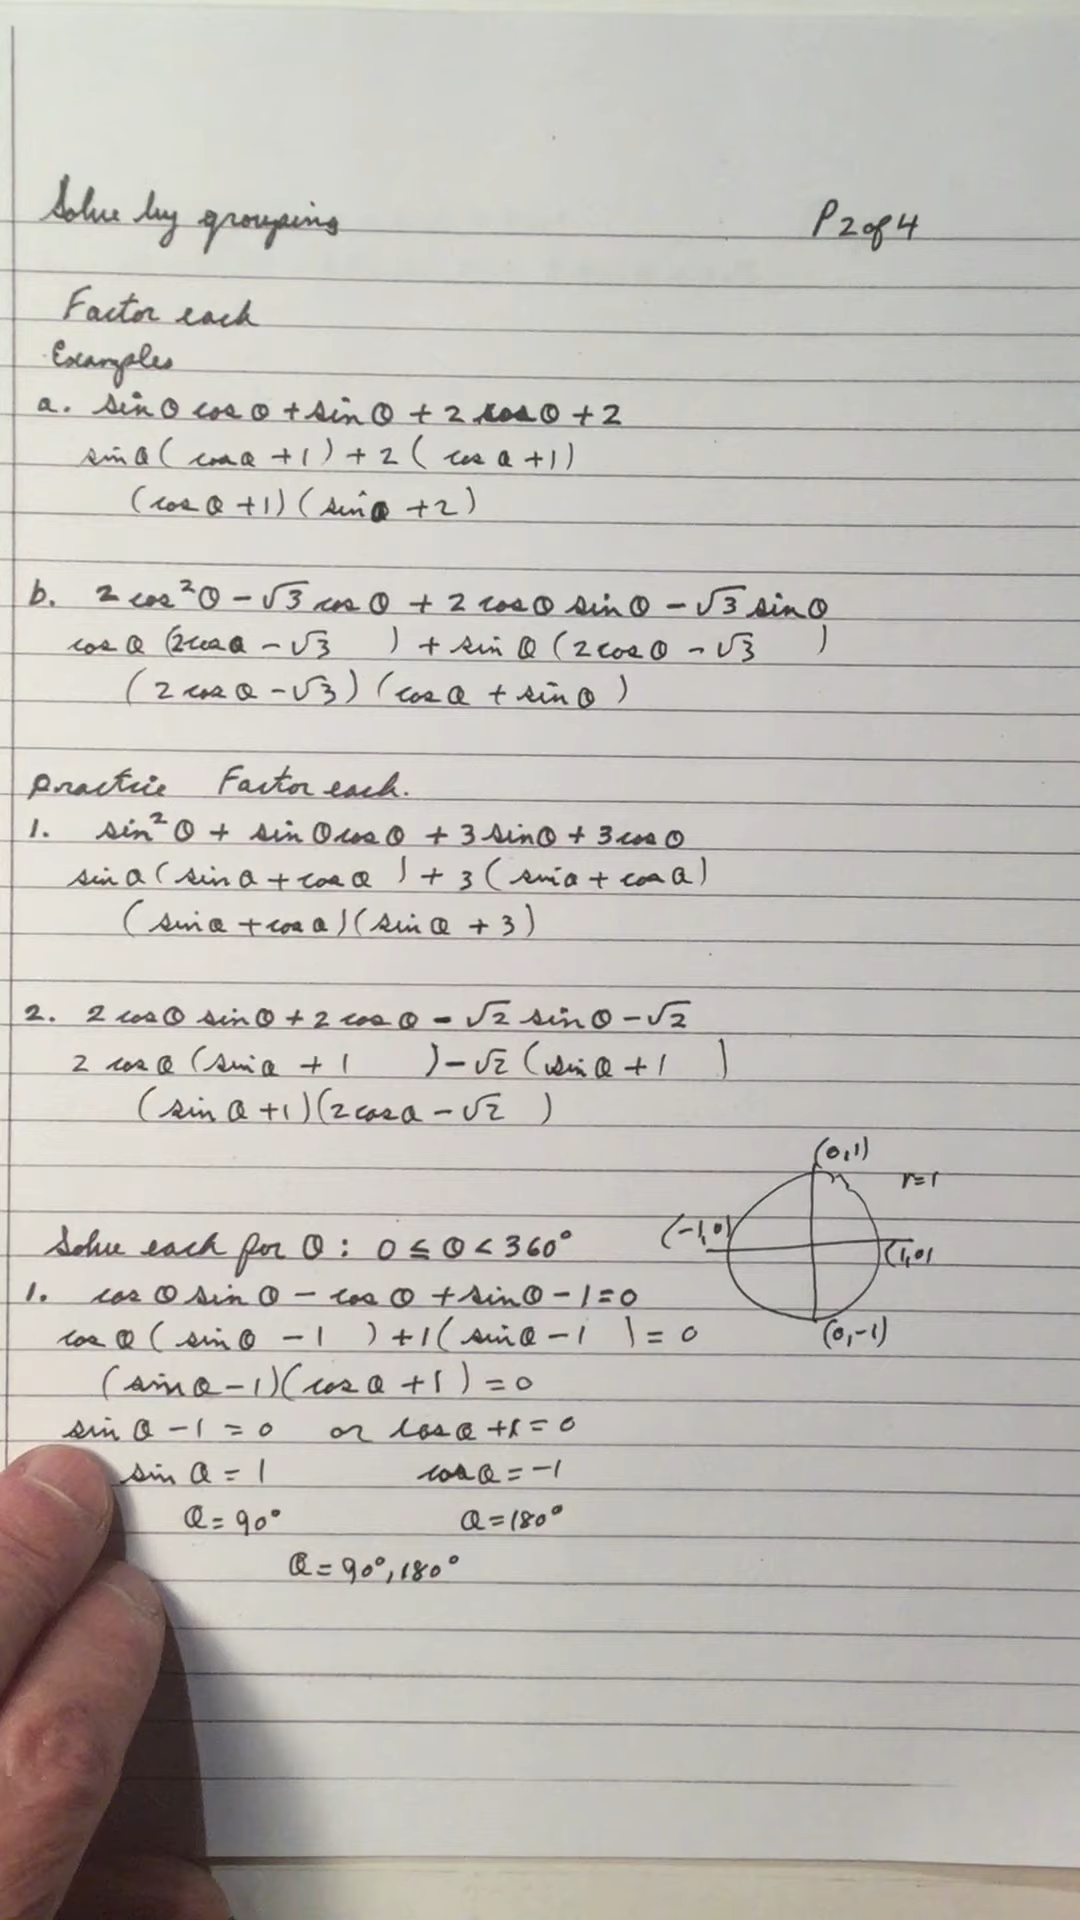 Solve by grouping P 2 of 4
Factor each
Examples
a. sin θ cos θ + sin θ + 2 cos θ + 2
sin θ ( cos θ + 1 ) + 2 ( cos θ + 1 )
( cos θ + 1 ) ( sin θ + 2 )
b. 2 cos² θ - √3 cos θ + 2 cos θ sin θ - √3 sin θ
cos θ ( 2 cos θ - √3 ) + sin θ ( 2 cos θ - √3 )
( 2 cos θ - √3 ) ( cos θ + sin θ )
Practice Factor each.
1. sin² θ + sin θ cos θ + 3 sin θ + 3 cos θ
sin θ ( sin θ + cos θ ) + 3 ( sin θ + cos θ )
( sin θ + cos θ ) ( sin θ + 3 )
2. 2 cos θ sin θ + 2 cos θ - √2 sin θ - √2
2 cos θ ( sin θ + 1 ) - √2 ( sin θ + 1 )
( sin θ + 1 ) ( 2 cos θ - √2 )
(0,1)
r=1
(-1,0)
(1,0)
(0,-1)
Solve each for θ : 0 ≤ θ < 360°
1. cos θ sin θ - cos θ + sin θ - 1 = 0
cos θ ( sin θ - 1 ) + 1 ( sin θ - 1 ) = 0
( sin θ - 1 ) ( cos θ + 1 ) = 0
sin θ - 1 = 0 or cos θ + 1 = 0
sin θ = 1 cos θ = -1
θ = 90° θ = 180°
θ = 90°, 180°